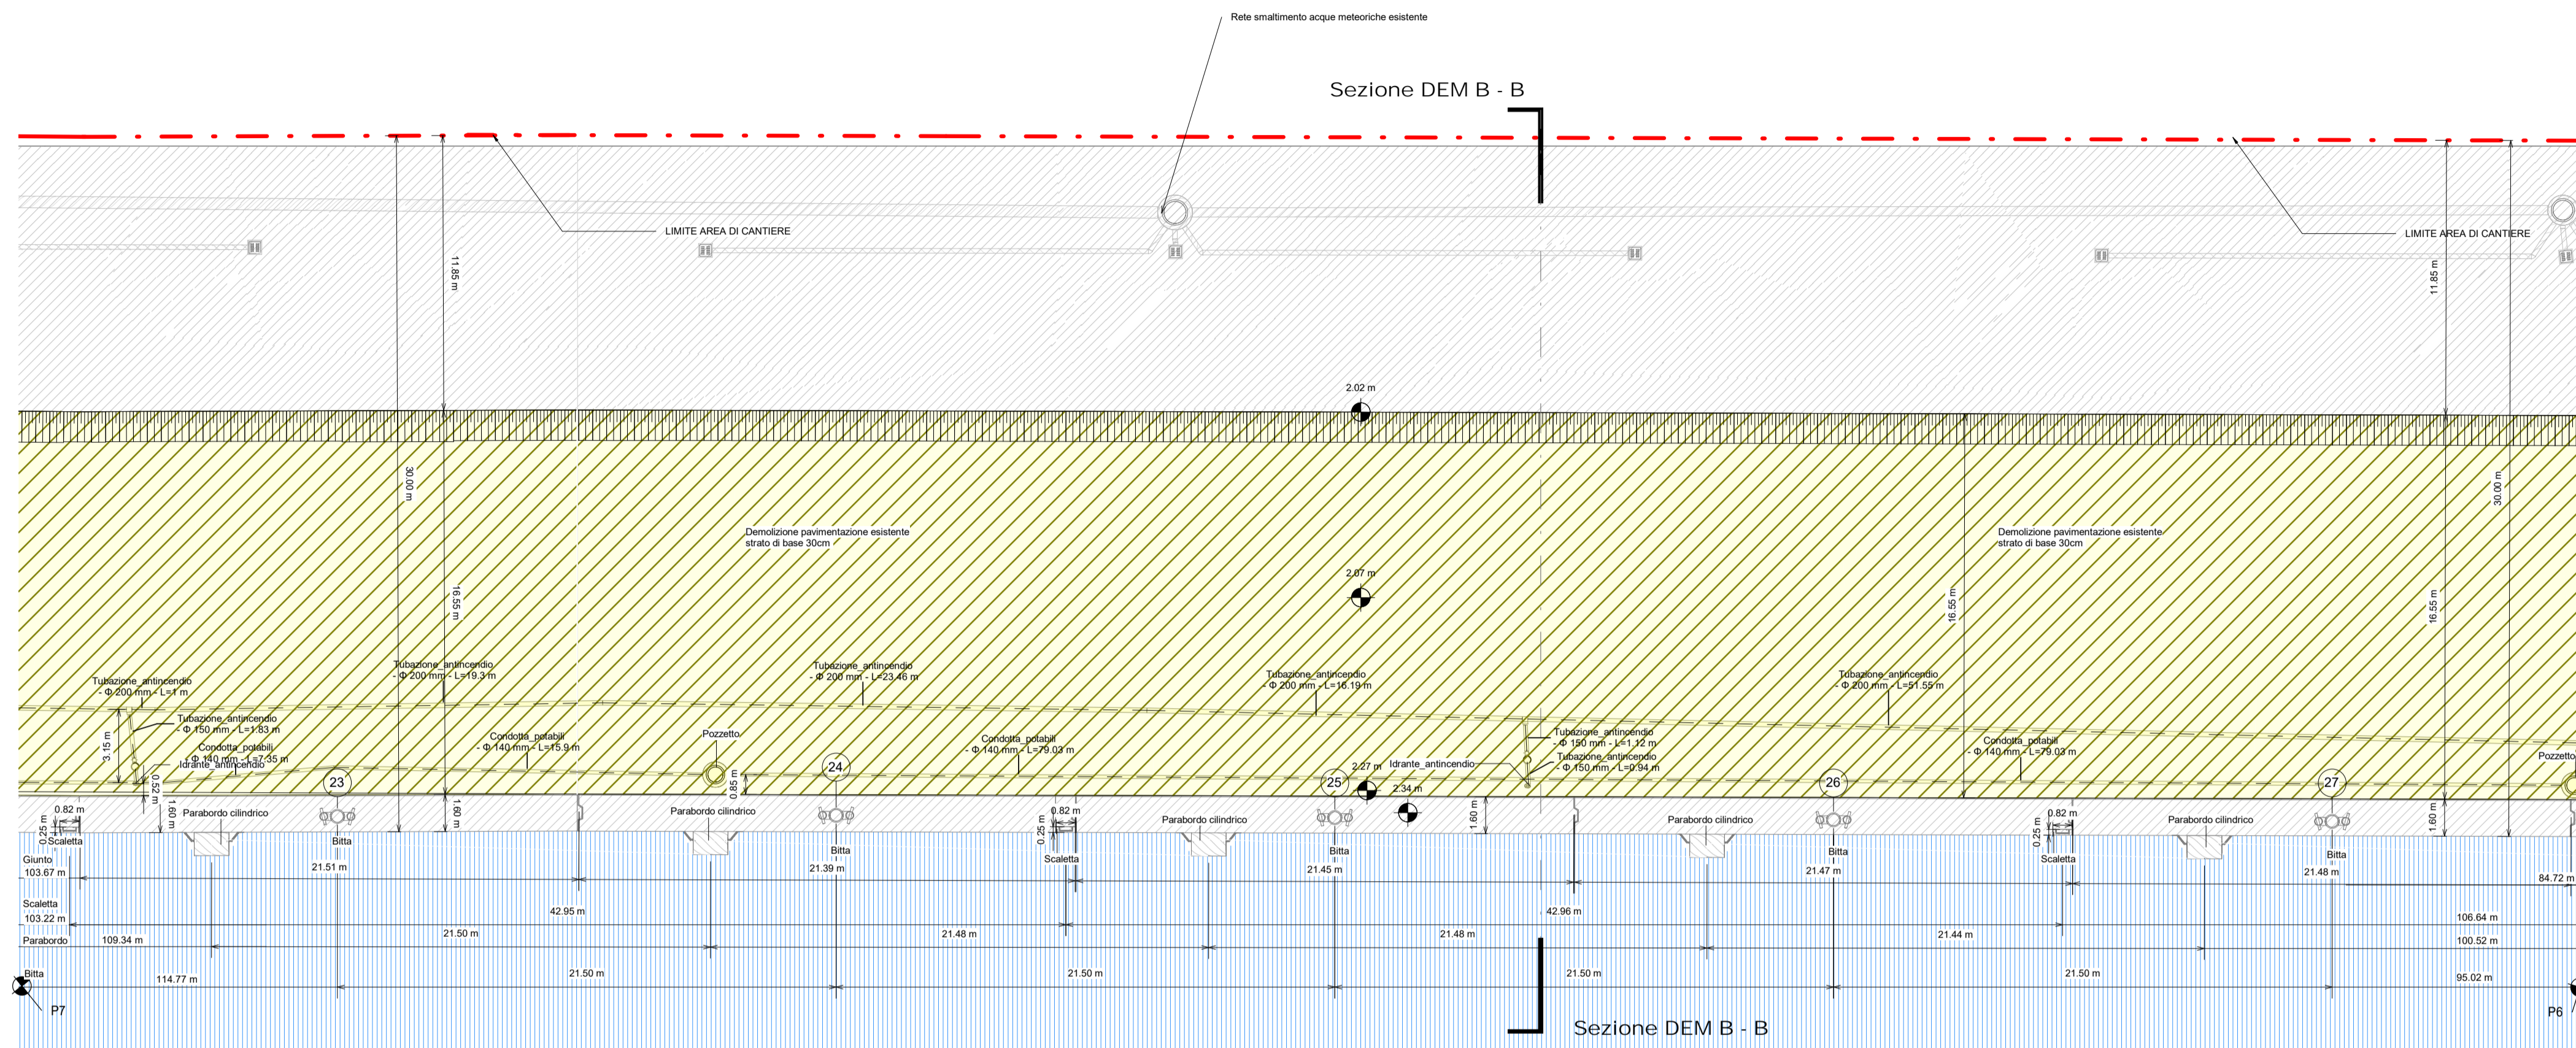 Rete smaltimento acque meteoriche esistente
Sezione DEM B - B
LIMITE AREA DI CANTIERE
LIMITE AREA DI CANTIERE
11.85 m
11.85 m
2.02 m
30.00 m
30.00 m
Demolizione pavimentazione esistente
strato di base 30cm
Demolizione pavimentazione esistente
strato di base 30cm
2.07 m
16.55 m
16.55 m
16.55 m
Tubazione_antincendio
- Φ 200 mm - L=1 m
Tubazione_antincendio
- Φ 200 mm - L=19.3 m
Tubazione_antincendio
- Φ 200 mm - L=23.46 m
Tubazione_antincendio
- Φ 200 mm - L=16.19 m
Tubazione_antincendio
- Φ 200 mm - L=51.55 m
Tubazione_antincendio
- Φ 150 mm - L=1.83 m
3.15 m
Condotta_potabili
- Φ 140 mm - L=7.35 m
Idrante_antincendio
Condotta_potabili
- Φ 140 mm - L=15.9 m
Pozzetto
Condotta_potabili
- Φ 140 mm - L=79.03 m
Tubazione_antincendio
- Φ 150 mm - L=1.12 m
Tubazione_antincendio
- Φ 150 mm - L=0.94 m
Idrante_antincendio
Condotta_potabili
- Φ 140 mm - L=79.03 m
Pozzetto
0.52 m
23
24
0.85 m
2.27 m
25
2.34 m
26
27
0.82 m
0.25 m
Scaletta
1.60 m
Parabordo cilindrico
Bitta
1.60 m
Parabordo cilindrico
Bitta
0.82 m
0.25 m
Scaletta
Parabordo cilindrico
Bitta
1.60 m
Parabordo cilindrico
Bitta
0.82 m
0.25 m
Scaletta
Parabordo cilindrico
Bitta
1.60 m
Giunto
103.67 m
21.51 m
21.39 m
21.45 m
21.47 m
21.48 m
84.72 m
Scaletta
103.22 m
42.95 m
42.96 m
106.64 m
Parabordo
109.34 m
21.50 m
21.48 m
21.48 m
21.44 m
100.52 m
Bitta
114.77 m
21.50 m
21.50 m
21.50 m
21.50 m
95.02 m
P7
P6
Sezione DEM B - B